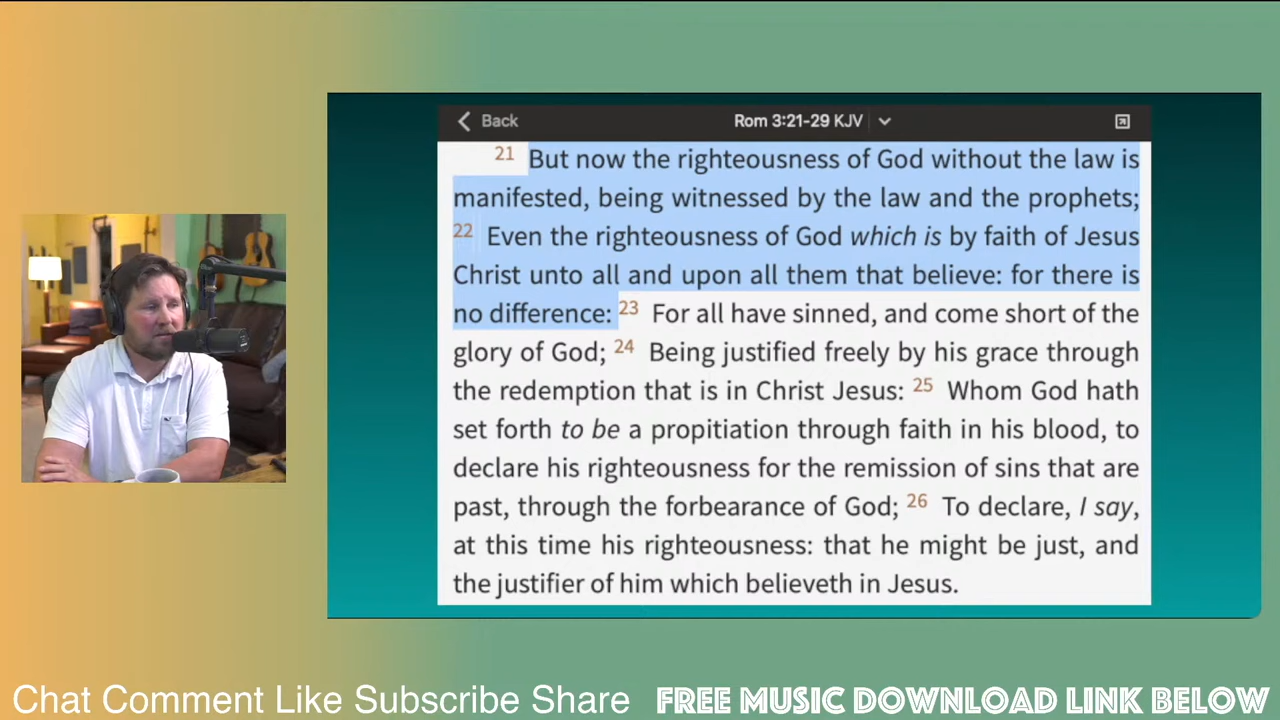 Back
Rom 3:21-29 KJV
21 But now the righteousness of God without the law is
manifested, being witnessed by the law and the prophets;
22 Even the righteousness of God which is by faith of Jesus
Christ unto all and upon all them that believe: for there is
no difference: 23 For all have sinned, and come short of the
glory of God; 24 Being justified freely by his grace through
the redemption that is in Christ Jesus: 25 Whom God hath
set forth to be a propitiation through faith in his blood, to
declare his righteousness for the remission of sins that are
past, through the forbearance of God; 26 To declare, I say,
at this time his righteousness: that he might be just, and
the justifier of him which believeth in Jesus.
Chat Comment Like Subscribe Share
FREE MUSIC DOWNLOAD LINK BELOW